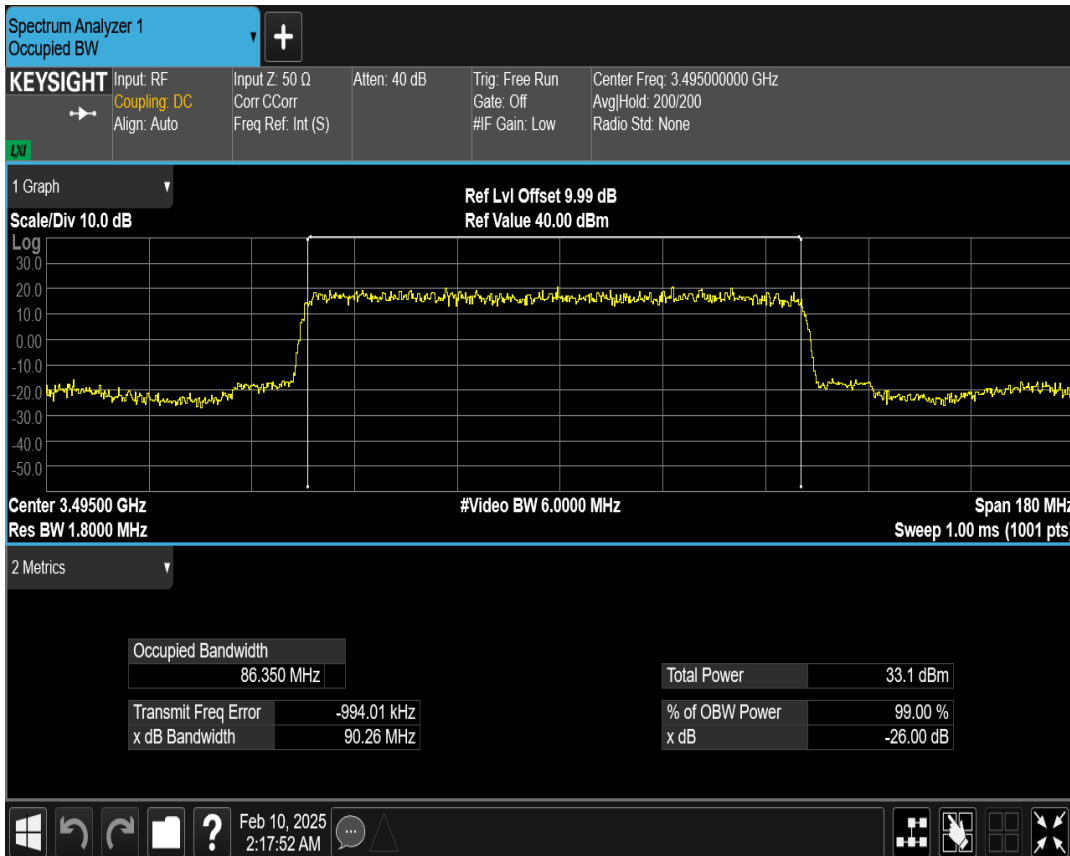 Spectrum Analyzer 1
Occupied BW
KEYSIGHT
LXI
Input: RF
Coupling: DC
Align: Auto
Input Z: 50 Ω
Corr CCorr
Freq Ref: Int (S)
Atten: 40 dB
Trig: Free Run
Gate: Off
#IF Gain: Low
Center Freq: 3.495000000 GHz
Avg|Hold: 200/200
Radio Std: None
1 Graph
Scale/Div 10.0 dB
Ref Lvl Offset 9.99 dB
Ref Value 40.00 dBm
Log
30.0
20.0
10.0
0.00
-10.0
-20.0
-30.0
-40.0
-50.0
Center 3.49500 GHz
#Video BW 6.0000 MHz
Span 180 MHz
Res BW 1.8000 MHz
Sweep 1.00 ms (1001 pts)
2 Metrics
Occupied Bandwidth
86.350 MHz
Total Power 33.1 dBm
Transmit Freq Error -994.01 kHz
% of OBW Power 99.00 %
x dB Bandwidth 90.26 MHz
x dB -26.00 dB
?
Feb 10, 2025
2:17:52 AM